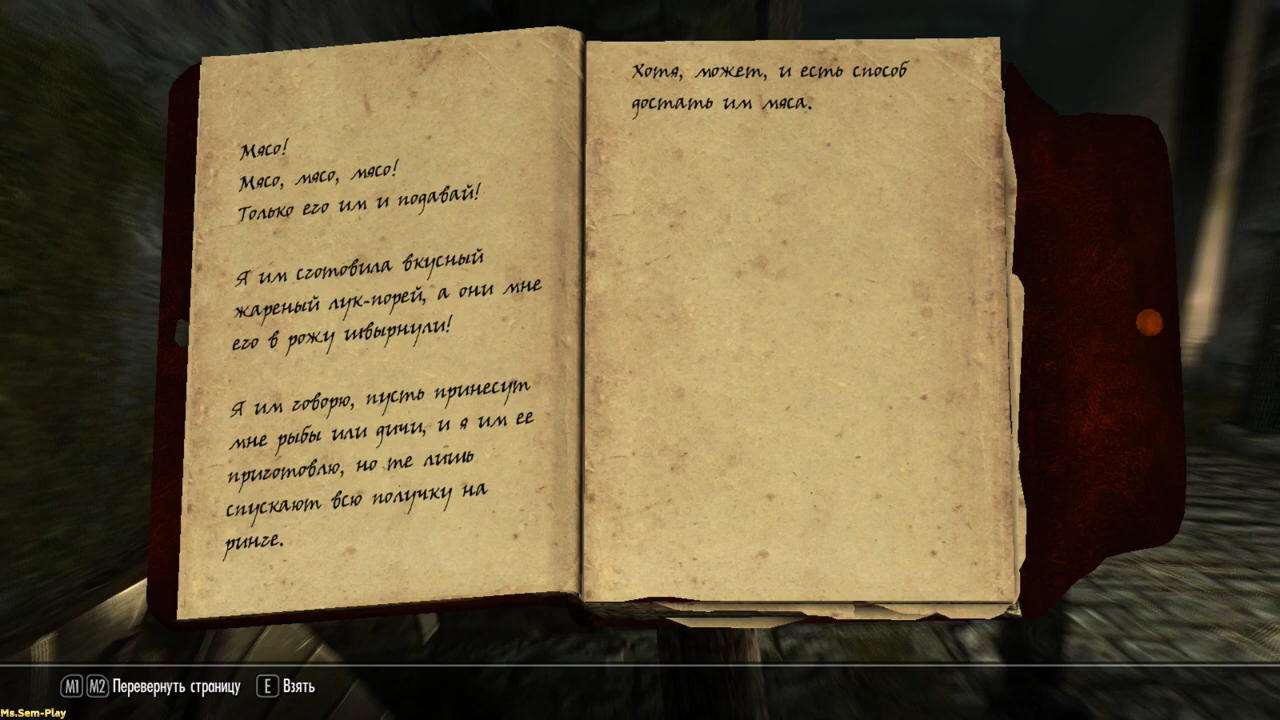 Мясо!
Мясо, мясо, мясо!
Только его им и подавай!
Я им сготовила вкусный
жареный лук-порей, а они мне
его в рожу швырнули!
Я им говорю, пусть принесут
мне рыбы или дичи, и я им ее
приготовлю, но те лишь
спускают всю получку на
ринге.
Хотя, может, и есть способ
достать им мяса.
M1 M2 Перевернуть страницу E Взять
Ms.Sem-Play